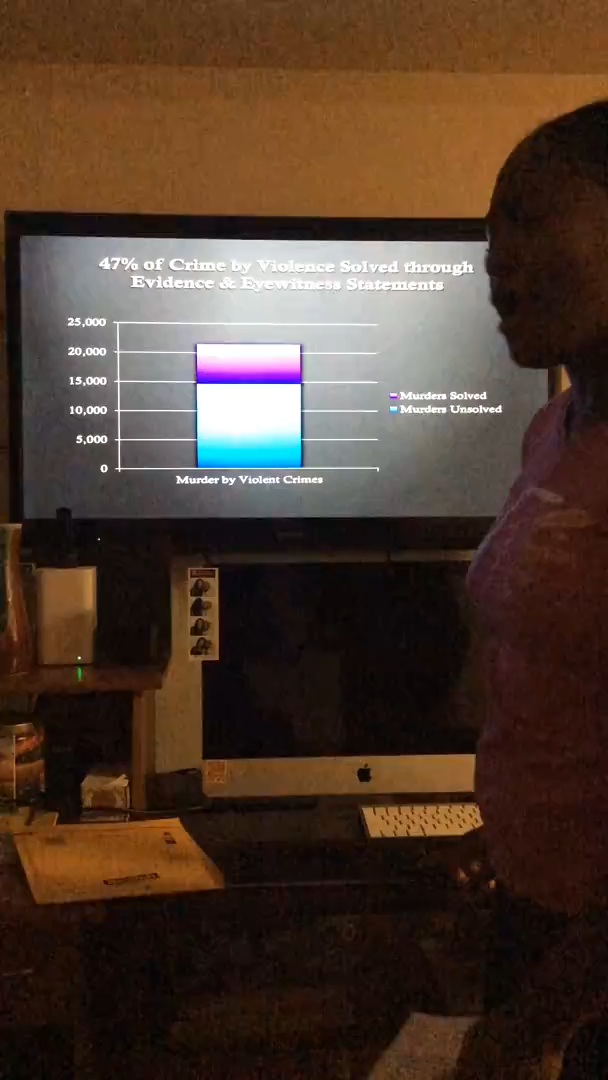 47% of Crime by Violence Solved through
Evidence & Eyewitness Statements
25,000
20,000
15,000
10,000
5,000
0
Murder by Violent Crimes
Murders Solved
Murders Unsolved